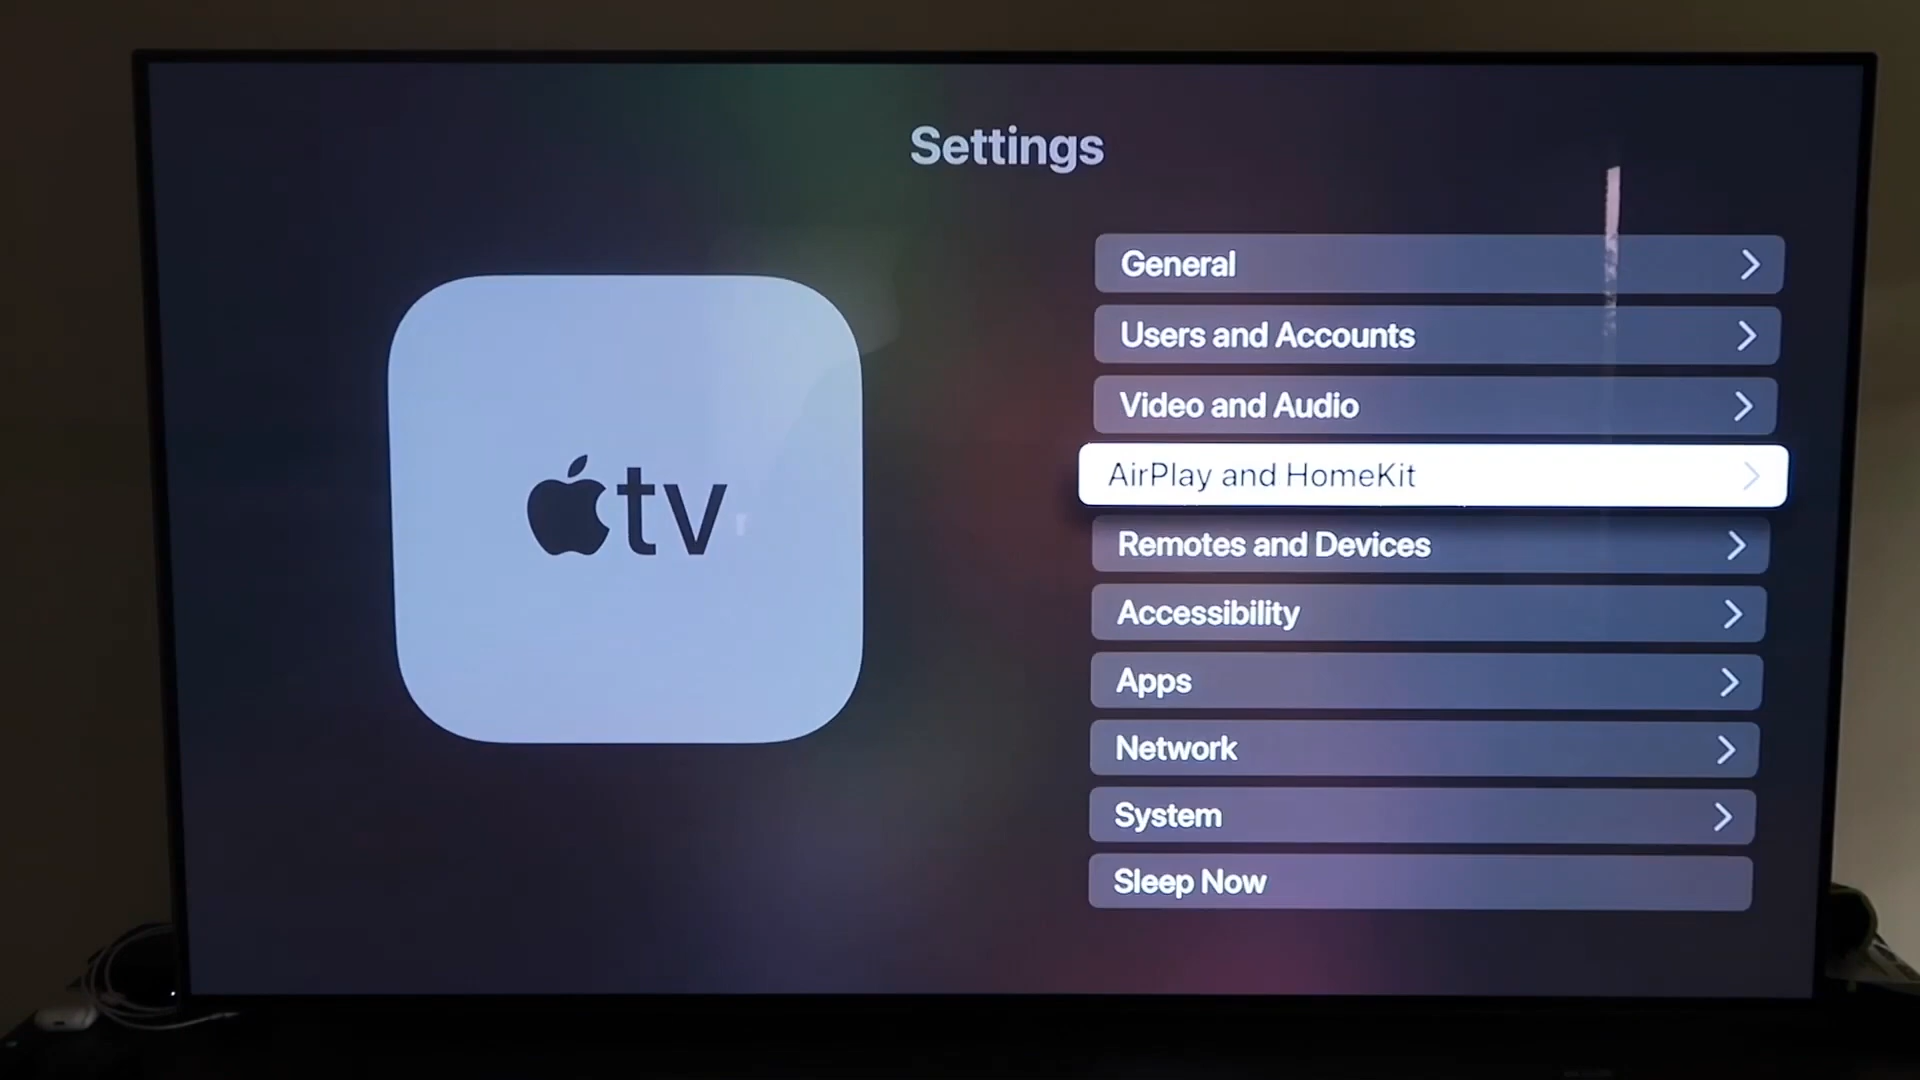 Settings
tv
General
Users and Accounts
Video and Audio
AirPlay and HomeKit
Remotes and Devices
Accessibility
Apps
Network
System
Sleep Now